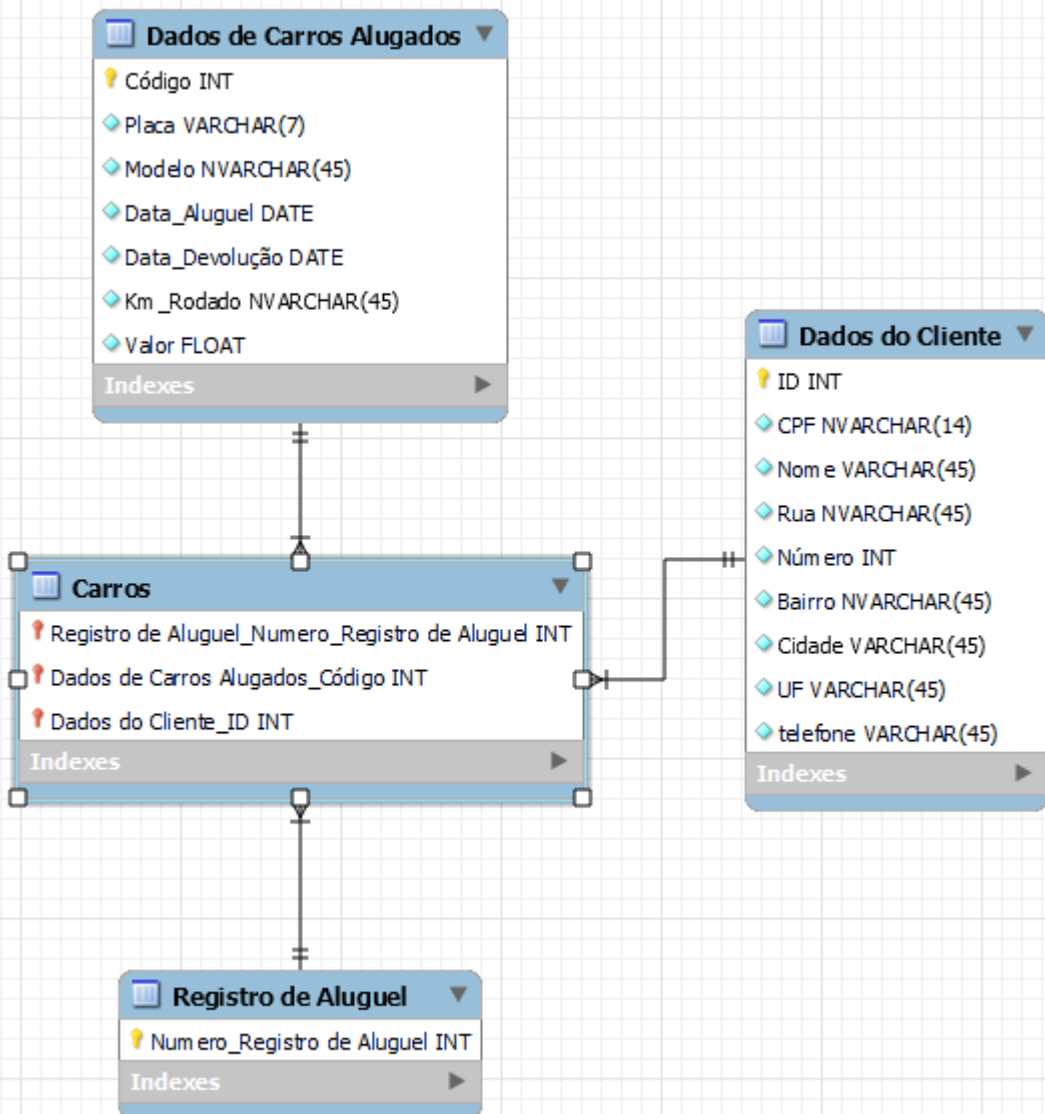 Dados de Carros Alugados
Código INT
Placa VARCHAR(7)
Modelo NVARCHAR(45)
Data_Aluguel DATE
Data_Devolução DATE
Km_Rodado NVARCHAR(45)
Valor FLOAT
Indexes
Dados do Cliente
ID INT
CPF NVARCHAR(14)
Nome VARCHAR(45)
Rua NVARCHAR(45)
Número INT
Bairro NVARCHAR(45)
Cidade VARCHAR(45)
UF VARCHAR(45)
telefone VARCHAR(45)
Indexes
Carros
Registro de Aluguel_Numero_Registro de Aluguel INT
Dados de Carros Alugados_Código INT
Dados do Cliente_ID INT
Indexes
Registro de Aluguel
Numero_Registro de Aluguel INT
Indexes